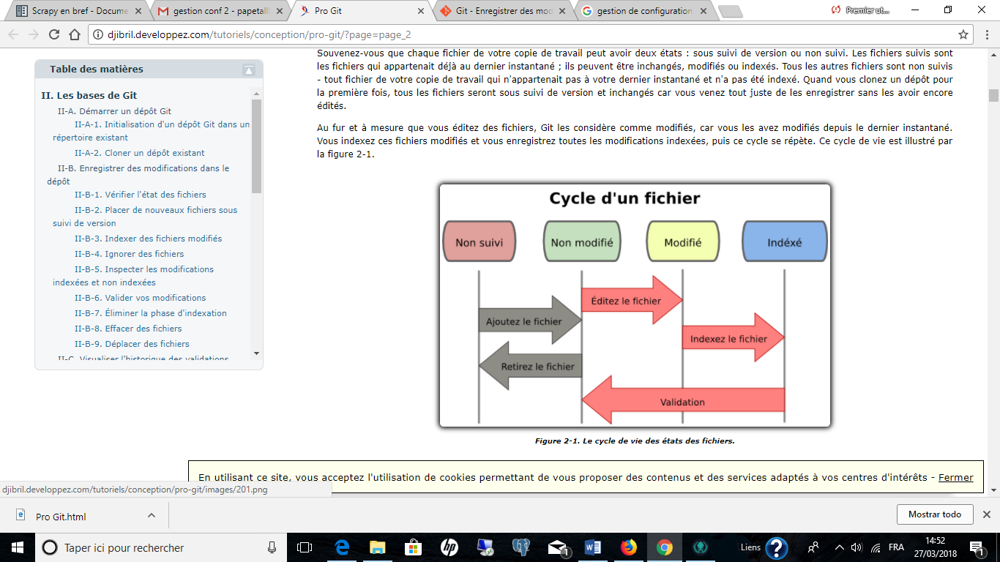 Scrapy en bref - Docume
gestion conf 2 - papetall
Pro Git
Git - Enregistrer des mod
gestion de configuration
Premier ut...
djibril.developpez.com/tutoriels/conception/pro-git/?page=page_2
Table des matières
II. Les bases de Git
II-A. Démarrer un dépôt Git
II-A-1. Initialisation d'un dépôt Git dans un
répertoire existant
II-A-2. Cloner un dépôt existant
II-B. Enregistrer des modifications dans le
dépôt
II-B-1. Vérifier l'état des fichiers
II-B-2. Placer de nouveaux fichiers sous
suivi de version
II-B-3. Indexer des fichiers modifiés
II-B-4. Ignorer des fichiers
II-B-5. Inspecter les modifications
indexées et non indexées
II-B-6. Valider vos modifications
II-B-7. Éliminer la phase d'indexation
II-B-8. Effacer des fichiers
II-B-9. Déplacer des fichiers
II-C. Visualiser l'historique des validations
Souvenez-vous que chaque fichier de votre copie de travail peut avoir deux états : sous suivi de version ou non suivi. Les fichiers suivis sont
les fichiers qui appartenait déjà au dernier instantané ; ils peuvent être inchangés, modifiés ou indexés. Tous les autres fichiers sont non suivis
- tout fichier de votre copie de travail qui n'appartenait pas à votre dernier instantané et n'a pas été indexé. Quand vous clonez un dépôt pour
la première fois, tous les fichiers seront sous suivi de version et inchangés car vous venez tout juste de les enregistrer sans les avoir encore
édités.
Au fur et à mesure que vous éditez des fichiers, Git les considère comme modifiés, car vous les avez modifiés depuis le dernier instantané.
Vous indexez ces fichiers modifiés et vous enregistrez toutes les modifications indexées, puis ce cycle se répète. Ce cycle de vie est illustré par
la figure 2-1.
Cycle d'un fichier
Non suivi
Non modifié
Modifié
Indéxé
Éditez le fichier
Ajoutez le fichier
Indexez le fichier
Retirez le fichier
Validation
Figure 2-1. Le cycle de vie des états des fichiers.
En utilisant ce site, vous acceptez l'utilisation de cookies permettant de vous proposer des contenus et des services adaptés à vos centres d'intérêts - Fermer
djibril.developpez.com/tutoriels/conception/pro-git/images/201.png
Pro Git.html
Mostrar todo
Taper ici pour rechercher
hp
1
Liens
FRA
14:52
27/03/2018
1